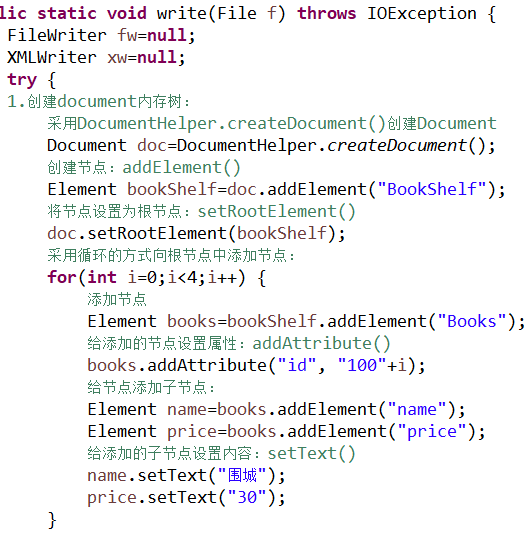 lic static void write(File f) throws IOException {
FileWriter fw=null;
XMLWriter xw=null;
try {
1.创建document内存树：
采用DocumentHelper.createDocument()创建Document
Document doc=DocumentHelper.createDocument();
创建节点：addElement()
Element bookShelf=doc.addElement("BookShelf");
将节点设置为根节点：setRootElement()
doc.setRootElement(bookShelf);
采用循环的方式向根节点中添加节点：
for(int i=0;i<4;i++) {
添加节点
Element books=bookShelf.addElement("Books");
给添加的节点设置属性：addAttribute()
books.addAttribute("id", "100"+i);
给节点添加子节点：
Element name=books.addElement("name");
Element price=books.addElement("price");
给添加的子节点设置内容：setText()
name.setText("围城");
price.setText("30");
}